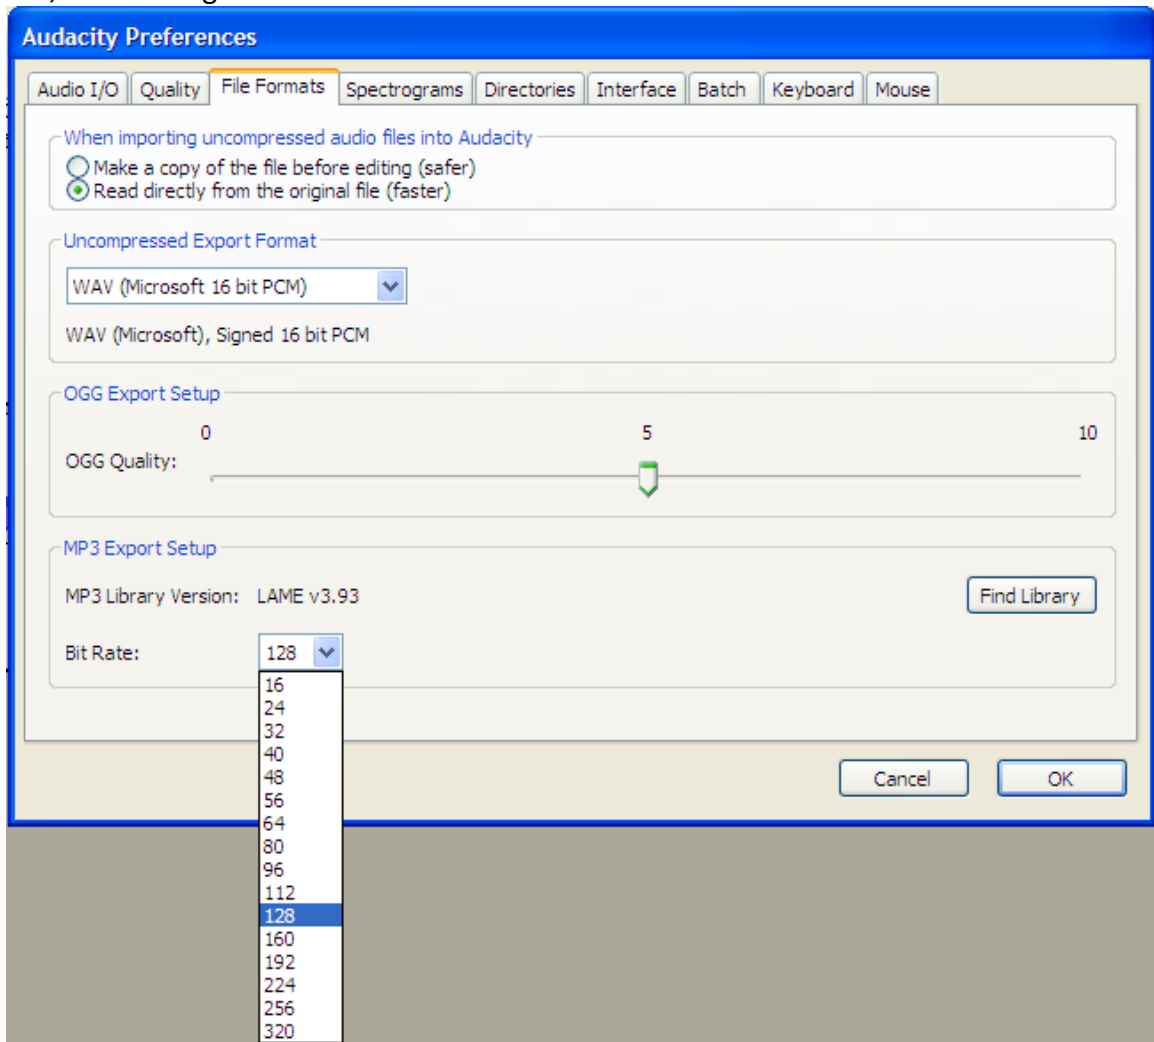 Audacity Preferences
Audio I/O Quality File Formats Spectrograms Directories Interface Batch Keyboard Mouse
When importing uncompressed audio files into Audacity
Make a copy of the file before editing (safer)
Read directly from the original file (faster)
Uncompressed Export Format
WAV (Microsoft 16 bit PCM)
WAV (Microsoft), Signed 16 bit PCM
OGG Export Setup
0 5 10
OGG Quality:
MP3 Export Setup
MP3 Library Version: LAME v3.93 Find Library
Bit Rate: 128
16
24
32
40
48
56
64
80
96
112
128
160
192
224
256
320
Cancel OK